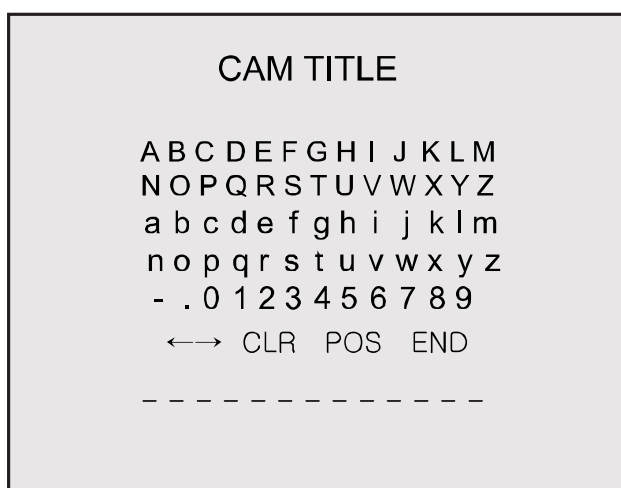 CAM TITLE
A B C D E F G H I J K L M
N O P Q R S T U V W X Y Z
a b c d e f g h i j k l m
n o p q r s t u v w x y z
- . 0 1 2 3 4 5 6 7 8 9
←→ CLR POS END
_ _ _ _ _ _ _ _ _ _ _ _ _